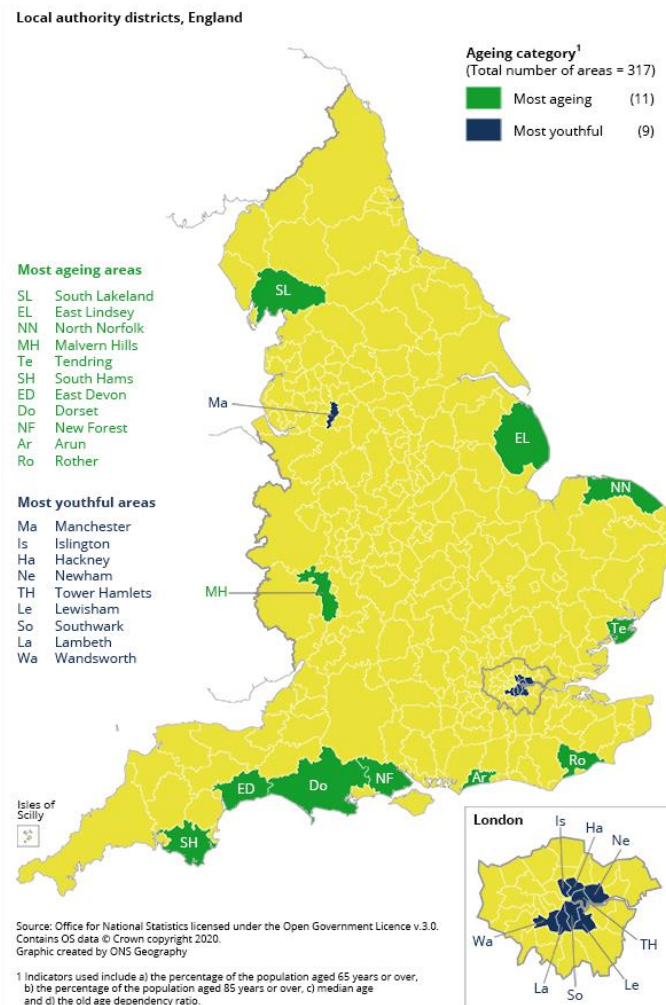 Local authority districts, England
Ageing category1
(Total number of areas = 317)
Most ageing (11)
Most youthful (9)
Most ageing areas
SL South Lakeland
EL East Lindsey
NN North Norfolk
MH Malvern Hills
Te Tendring
SH South Hams
ED East Devon
Do Dorset
NF New Forest
Ar Arun
Ro Rother
Most youthful areas
Ma Manchester
Is Islington
Ha Hackney
Ne Newham
TH Tower Hamlets
Le Lewisham
So Southwark
La Lambeth
Wa Wandsworth
SL
Ma
EL
NN
MH
Te
Ro
Ar
NF
Do
ED
SH
Isles of
Scilly
London
Is
Ha
Ne
Wa
TH
La
So
Le
Source: Office for National Statistics licensed under the Open Government Licence v.3.0.
Contains OS data © Crown copyright 2020.
Graphic created by ONS Geography
1 Indicators used include a) the percentage of the population aged 65 years or over,
b) the percentage of the population aged 85 years or over, c) median age
and d) the old age dependency ratio.